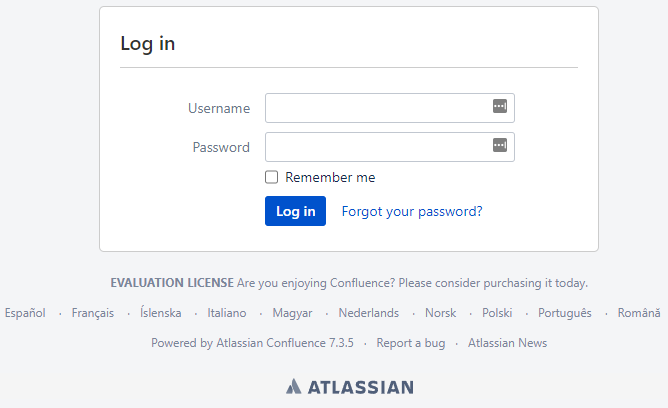 Log in
Username
Password
Remember me
Log in Forgot your password?
EVALUATION LICENSE Are you enjoying Confluence? Please consider purchasing it today.
Español · Français · Íslenska · Italiano · Magyar · Nederlands · Norsk · Polski · Português · Română
Powered by Atlassian Confluence 7.3.5 · Report a bug · Atlassian News
ATLASSIAN